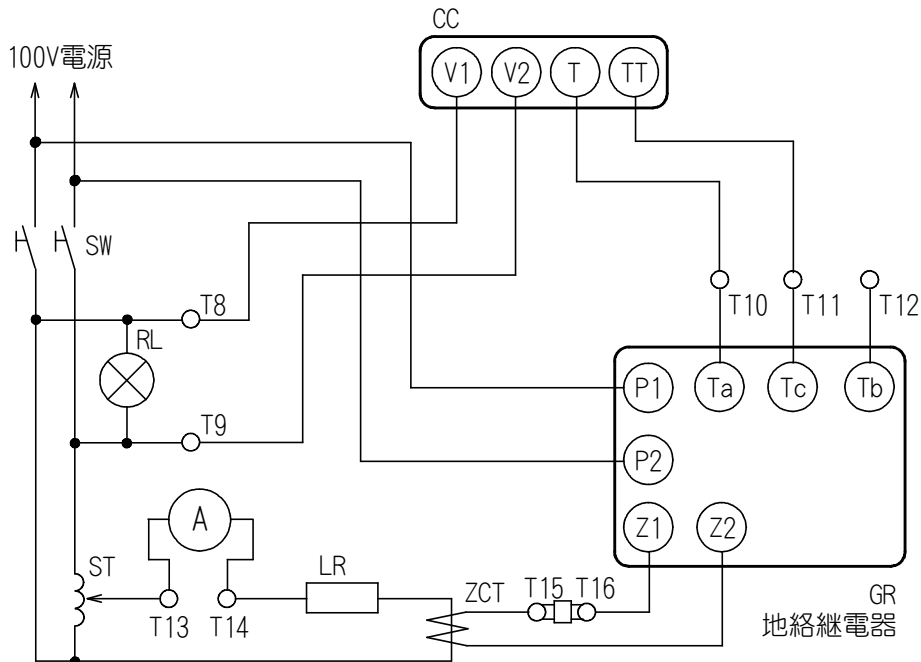 CC
100V電源
V1 V2 T TT
SW
T8
RL
T10 T11 T12
P1 Ta Tc Tb
T9
P2
A
Z1 Z2
ST
LR
ZCT T15 T16
T13 T14
GR
地絡継電器